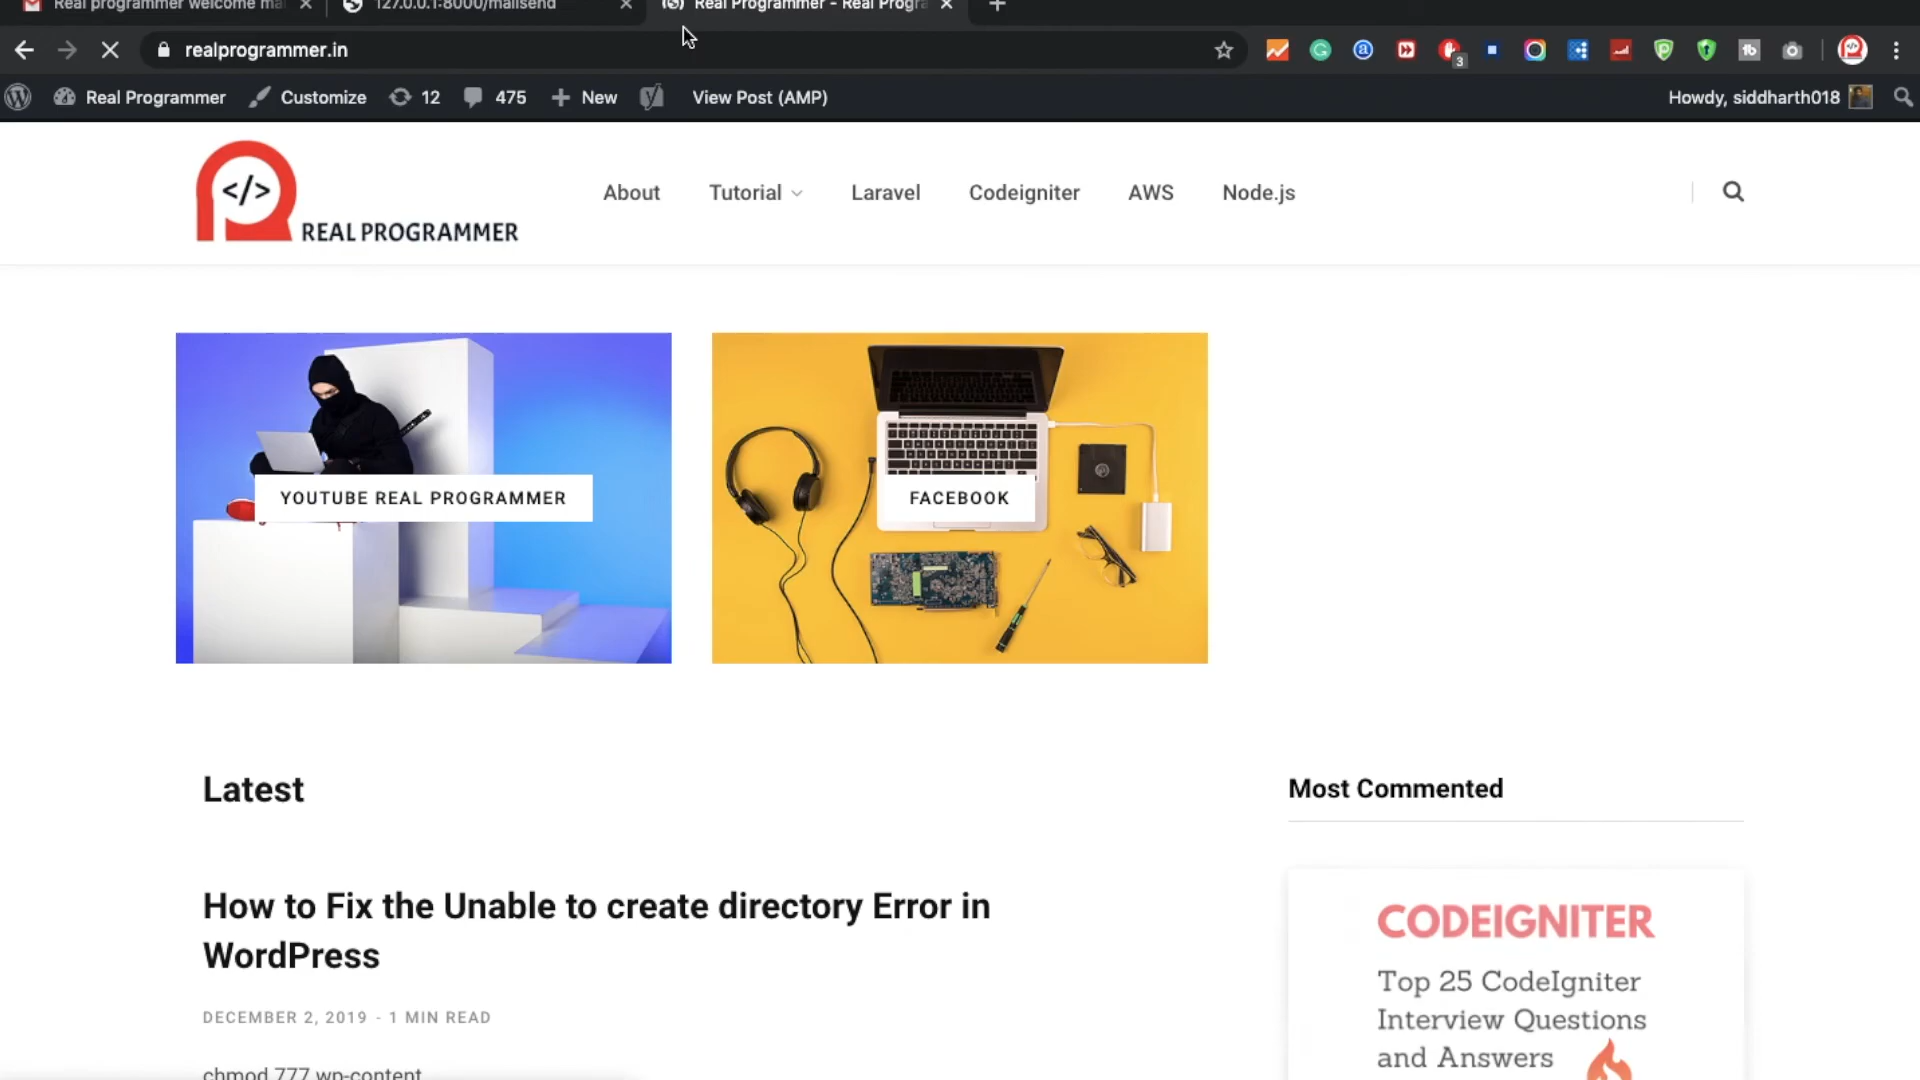 Real programmer welcome ma
127.0.0.1:8000/mailsend
Real Programmer - Real Progra
realprogrammer.in
3
Real Programmer
Customize
12
475
New
View Post (AMP)
Howdy, siddharth018
</>
REAL PROGRAMMER
About
Tutorial
Laravel
Codeigniter
AWS
Node.js
YOUTUBE REAL PROGRAMMER
FACEBOOK
Latest
Most Commented
How to Fix the Unable to create directory Error in
WordPress
DECEMBER 2, 2019 - 1 MIN READ
chmod 777 wp-content
CODEIGNITER
Top 25 CodeIgniter
Interview Questions
and Answers